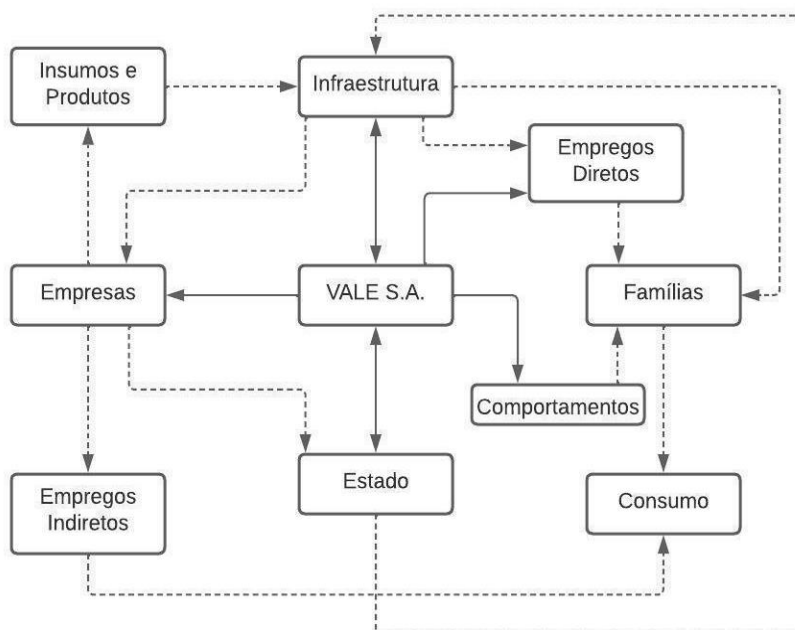 Insumos e
Produtos
Infraestrutura
Empregos
Diretos
Empresas
VALE S.A.
Famílias
Comportamentos
Empregos
Indiretos
Estado
Consumo